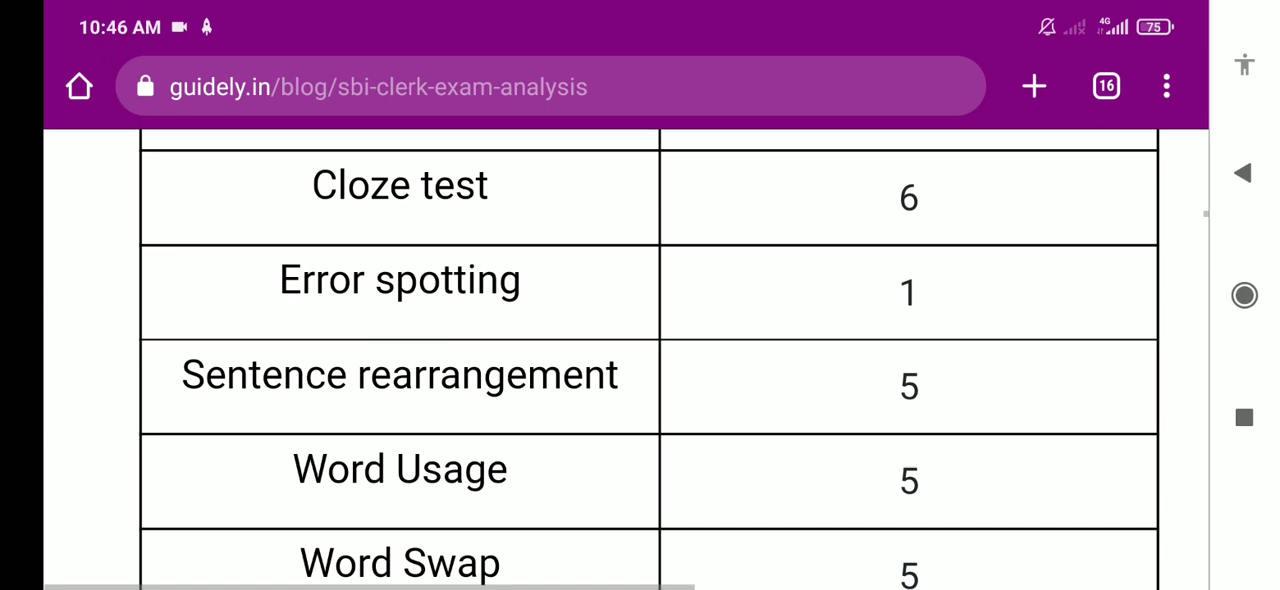 10:46 AM 4G 75
guidely.in/blog/sbi-clerk-exam-analysis 16
Cloze test 6
Error spotting 1
Sentence rearrangement 5
Word Usage 5
Word Swap 5